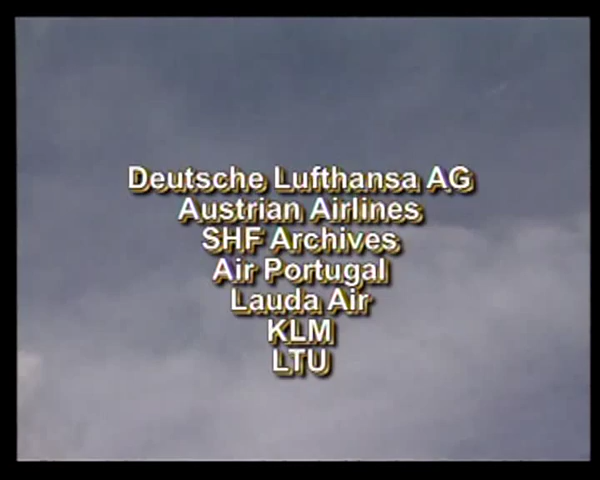 Deutsche Lufthansa AG
Austrian Airlines
SHF Archives
Air Portugal
Lauda Air
KLM
LTU